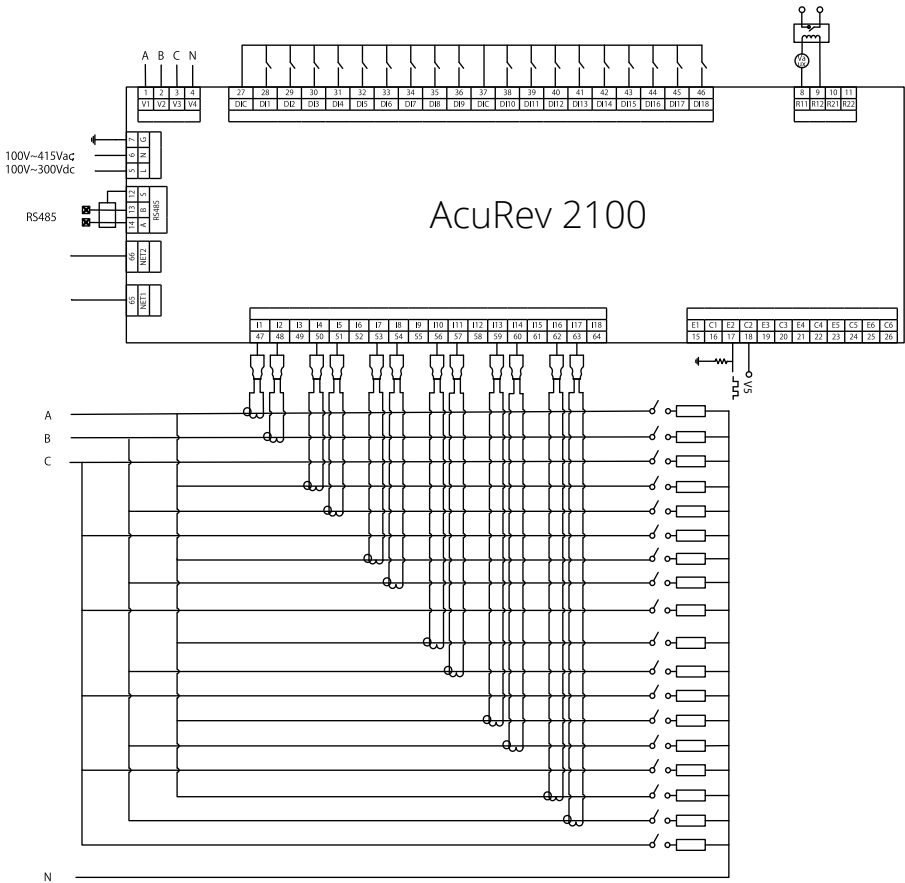 A B C N
1 2 3 4
V1 V2 V3 V4
27 28 29 30 31 32 33 34 35 36 37 38 39 40 41 42 43 44 45 46
DIC DI1 DI2 DI3 DI4 DI5 DI6 DI7 DI8 DI9 DIC DI10 DI11 DI12 DI13 DI14 DI15 DI16 DI17 DI18
Vaux
8 9 10 11
R11 R12 R21 R22
7 G
100V~415Vac
6 N
100V~300Vdc
5 L
12 S
RS485
13 B
RS485
14 A
66 NET2
65 NET1
AcuRev 2100
I1 I2 I3 I4 I5 I6 I7 I8 I9 I10 I11 I12 I13 I14 I15 I16 I17 I18
47 48 49 50 51 52 53 54 55 56 57 58 59 60 61 62 63 64
E1 C1 E2 C2 E3 C3 E4 C4 E5 C5 E6 C6
15 16 17 18 19 20 21 22 23 24 25 26
V5
A
B
C
N